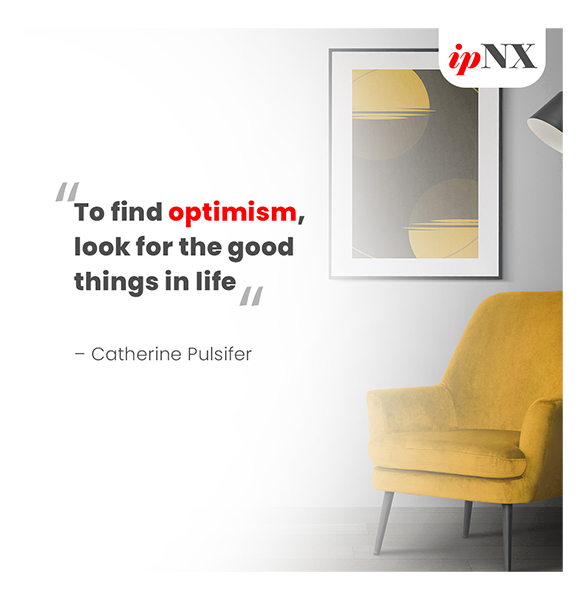 ipNX
“
To find optimism,
look for the good
things in life
“
– Catherine Pulsifer